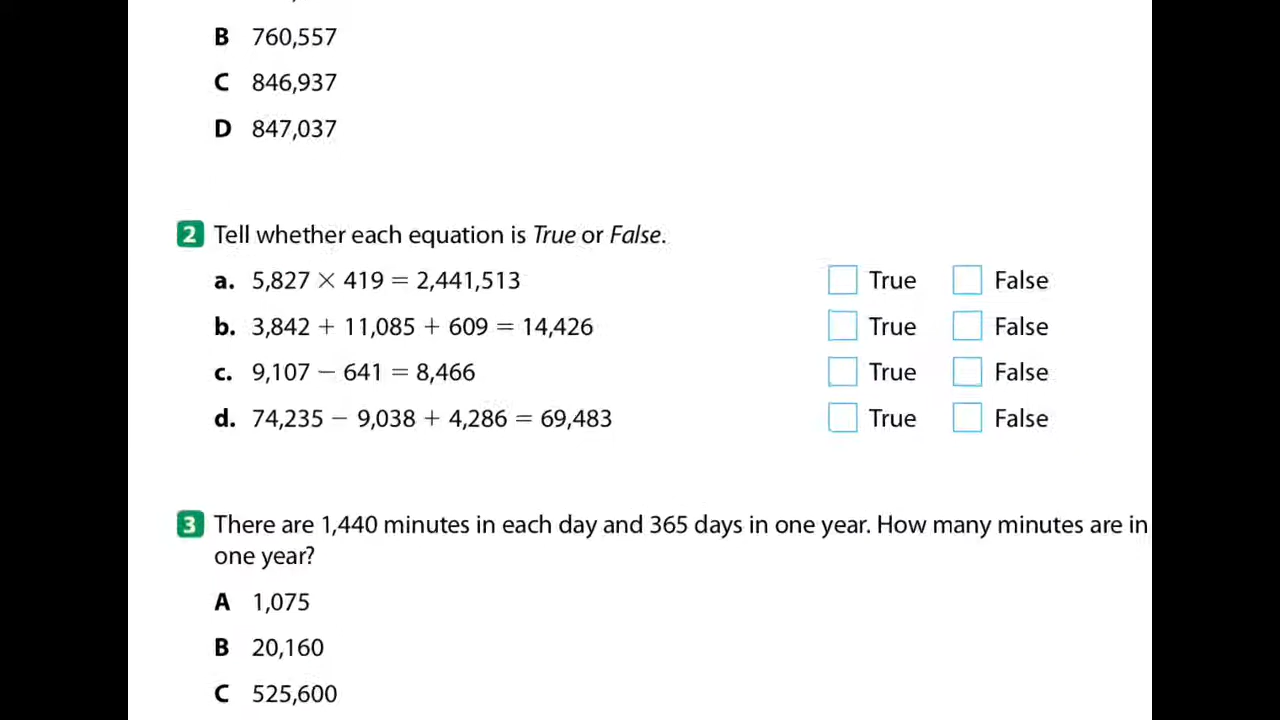 B 760,557
C 846,937
D 847,037
2 Tell whether each equation is True or False.
a. 5,827 × 419 = 2,441,513 True False
b. 3,842 + 11,085 + 609 = 14,426 True False
c. 9,107 − 641 = 8,466 True False
d. 74,235 − 9,038 + 4,286 = 69,483 True False
3 There are 1,440 minutes in each day and 365 days in one year. How many minutes are in
one year?
A 1,075
B 20,160
C 525,600